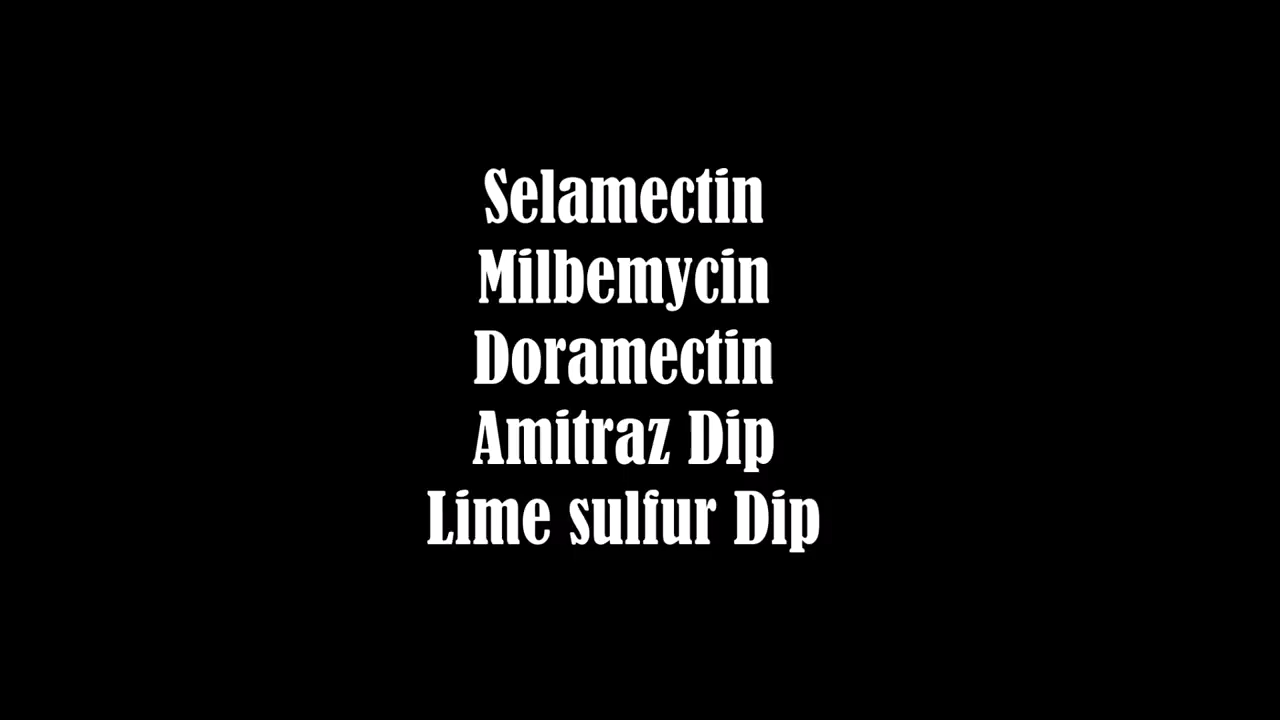 Selamectin
Milbemycin
Doramectin
Amitraz Dip
Lime sulfur Dip